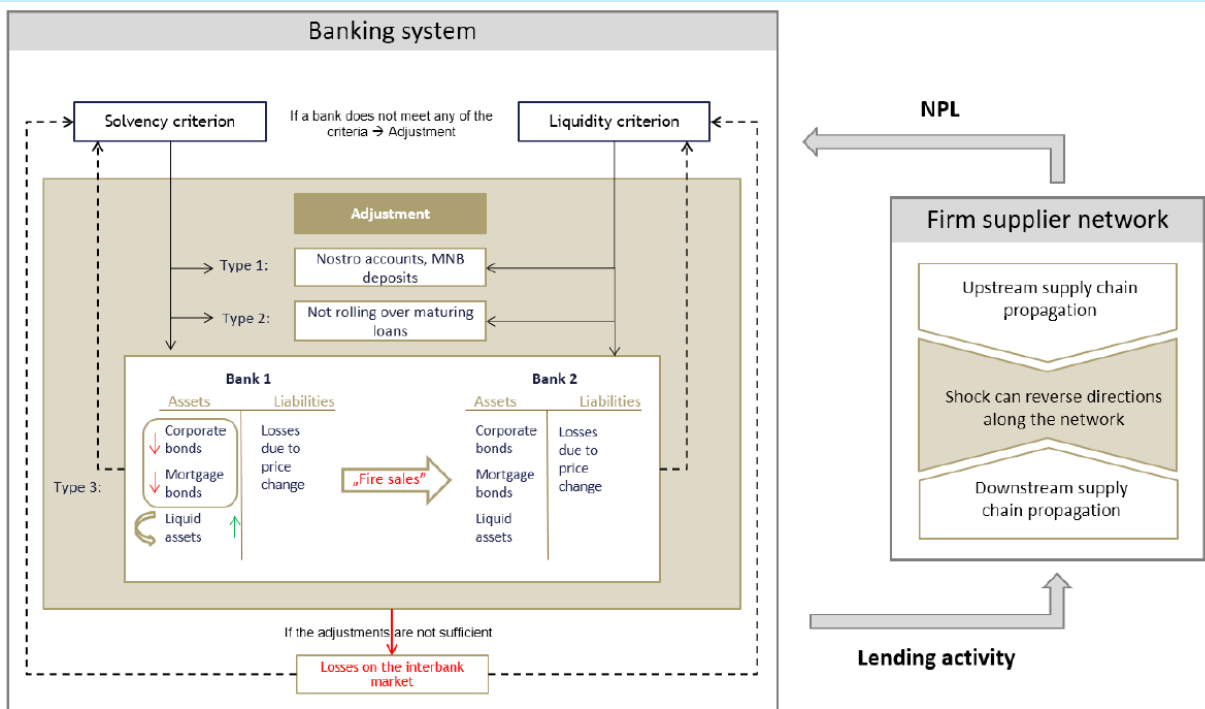 Banking system
Solvency criterion
If a bank does not meet any of the
criteria → Adjustment
Liquidity criterion
Adjustment
Type 1:
Nostro accounts, MNB
deposits
Type 2:
Not rolling over maturing
loans
Type 3:
Bank 1
Assets
Liabilities
Corporate
bonds
Mortgage
bonds
Liquid
assets
Losses
due to
price
change
„Fire sales”
Bank 2
Assets
Liabilities
Corporate
bonds
Mortgage
bonds
Liquid
assets
Losses
due to
price
change
If the adjustments are not sufficient
Losses on the interbank
market
NPL
Firm supplier network
Upstream supply chain
propagation
Shock can reverse directions
along the network
Downstream supply
chain propagation
Lending activity